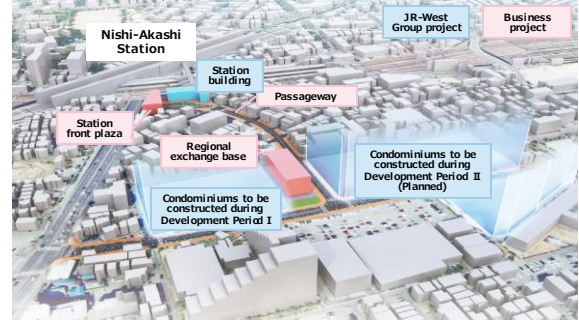 Nishi-Akashi
Station
JR-West
Group project
Business
project
Station
building
Passageway
Station
front plaza
Regional
exchange base
Condominiums to be
constructed during
Development Period II
(Planned)
Condominiums to be
constructed during
Development Period I